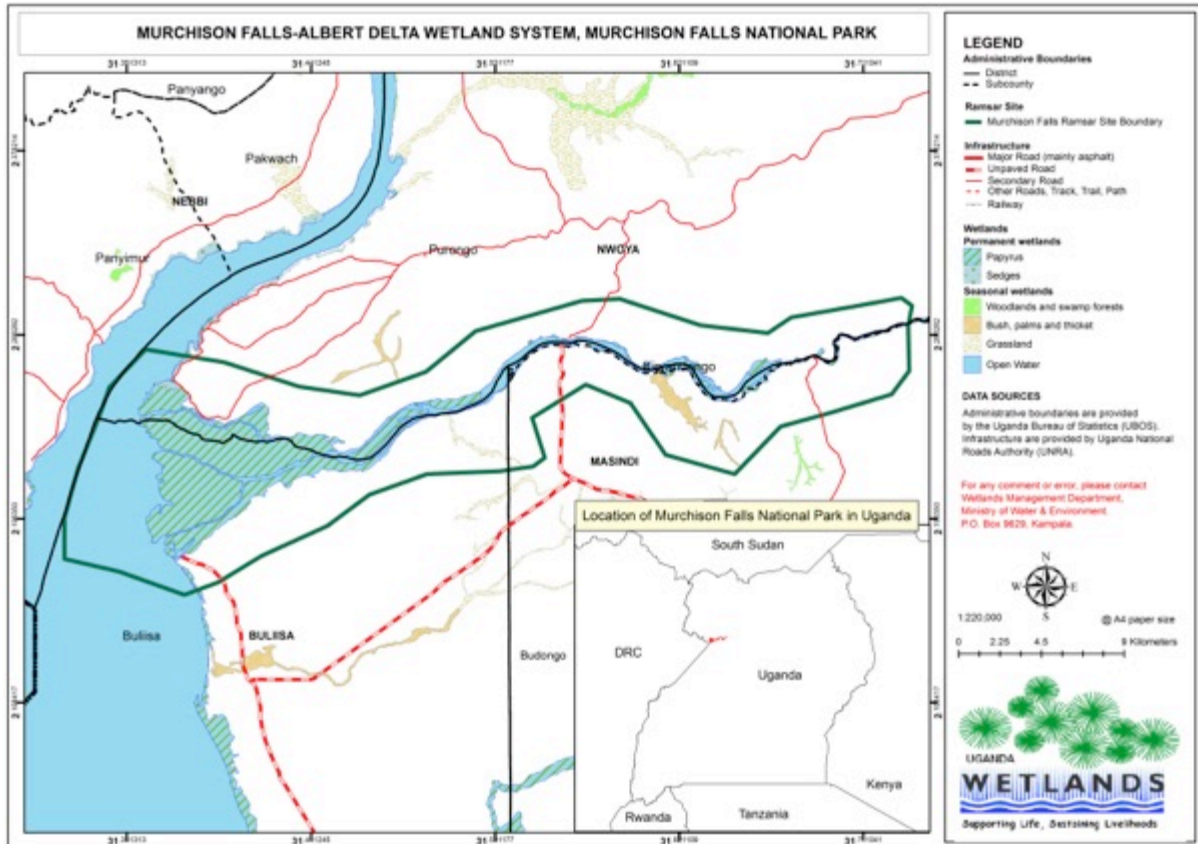 MURCHISON FALLS-ALBERT DELTA WETLAND SYSTEM, MURCHISON FALLS NATIONAL PARK
Panyango
Pakwach
NEBBI
Panyimur
Purongo
NWOYA
MASINDI
Buliisa
BULIISA
Budongo
Location of Murchison Falls National Park in Uganda
South Sudan
DRC
Uganda
Kenya
Rwanda
Tanzania
LEGEND
Administrative Boundaries
District
Subcounty
Ramsar Site
Murchison Falls Ramsar Site Boundary
Infrastructure
Major Road (mainly asphalt)
Unpaved Road
Secondary Road
Other Roads, Track, Trail, Path
Railway
Wetlands
Permanent wetlands
Papyrus
Sedges
Seasonal wetlands
Woodlands and swamp forests
Bush, palms and thicket
Grassland
Open Water
DATA SOURCES
Administrative boundaries are provided
by the Uganda Bureau of Statistics (UBOS).
Infrastructure are provided by Uganda National
Roads Authority (UNRA).
For any comment or error, please contact
Wetlands Management Department,
Ministry of Water & Environment
P.O. Box 9629, Kampala.
N
W E
S
1:220,000 @ A4 paper size
0 2.25 4.5 9 Kilometers
UGANDA
WETLANDS
Supporting Life, Sustaining Livelihoods